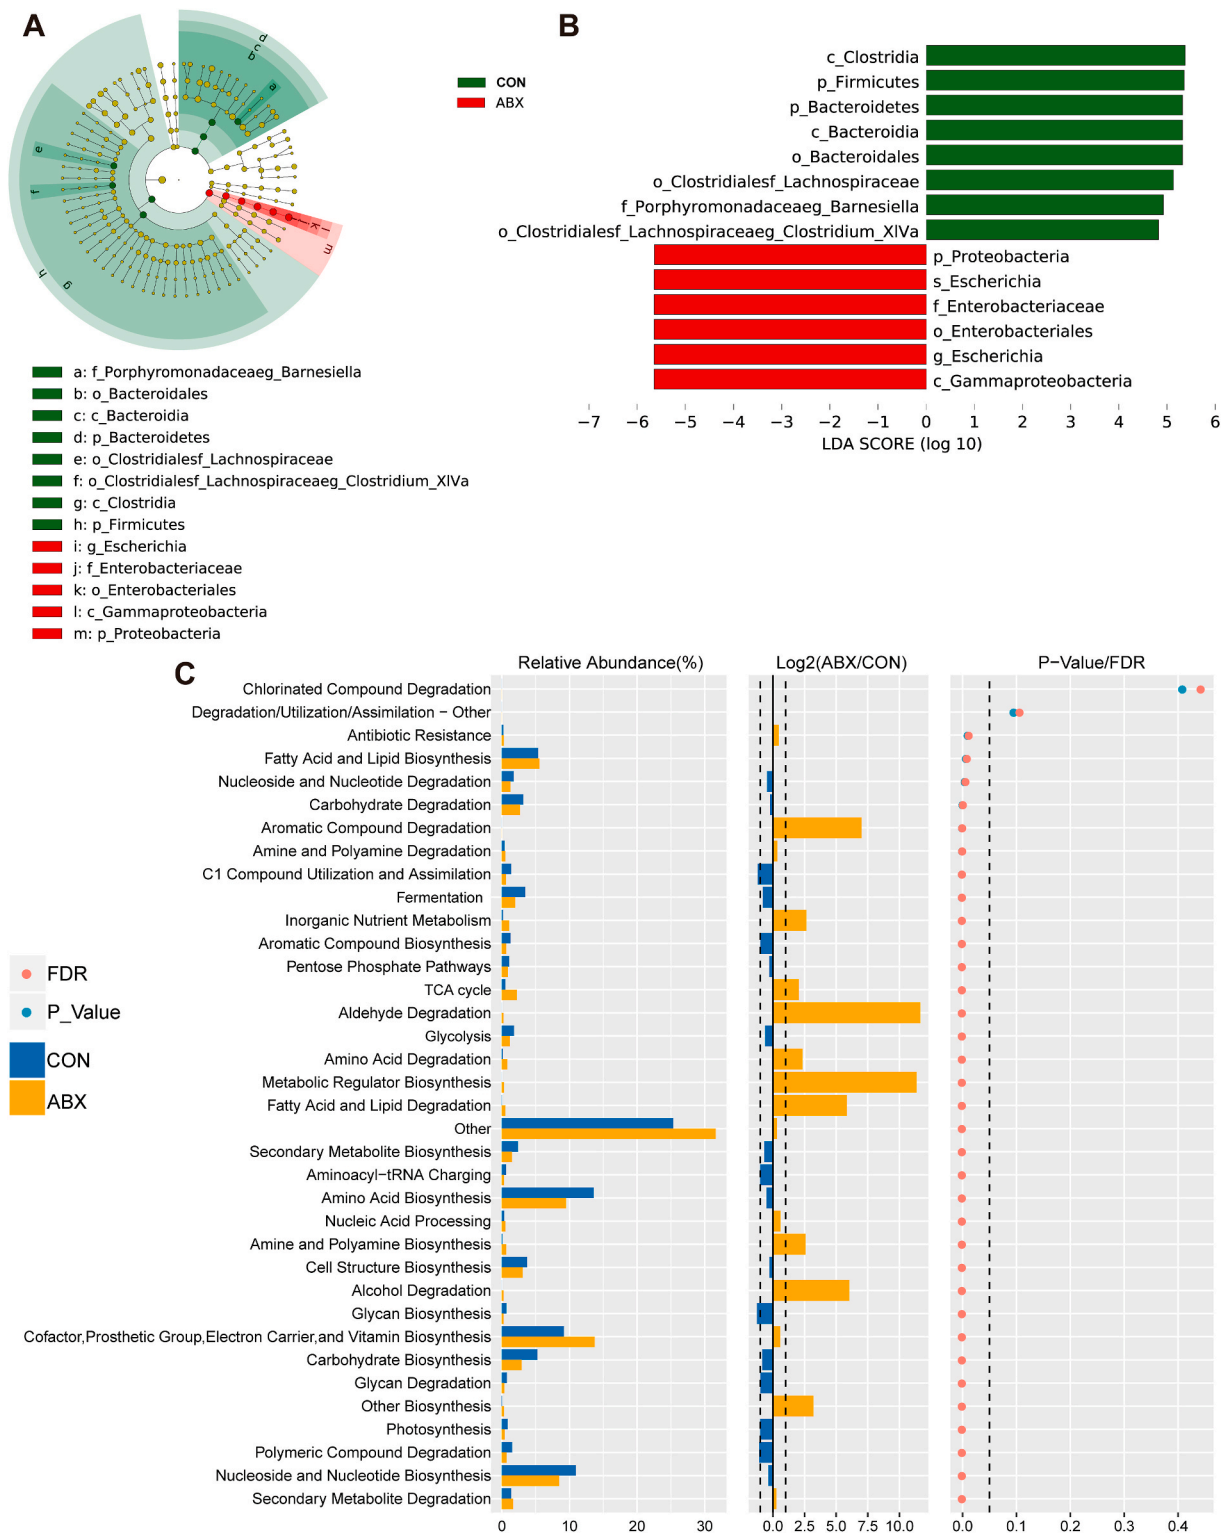 A
d
c
b
a
e
f
h
g
l
k
j
i
m
CON
ABX
a: f_Porphyromonadaceaeg_Barnesiella
b: o_Bacteroidales
c: c_Bacteroidia
d: p_Bacteroidetes
e: o_Clostridialesf_Lachnospiraceae
f: o_Clostridialesf_Lachnospiraceaeg_Clostridium_XlVa
g: c_Clostridia
h: p_Firmicutes
i: g_Escherichia
j: f_Enterobacteriaceae
k: o_Enterobacteriales
l: c_Gammaproteobacteria
m: p_Proteobacteria
B
c_Clostridia
p_Firmicutes
p_Bacteroidetes
c_Bacteroidia
o_Bacteroidales
o_Clostridialesf_Lachnospiraceae
f_Porphyromonadaceaeg_Barnesiella
o_Clostridialesf_Lachnospiraceaeg_Clostridium_XlVa
p_Proteobacteria
s_Escherichia
f_Enterobacteriaceae
o_Enterobacteriales
g_Escherichia
c_Gammaproteobacteria
−7 −6 −5 −4 −3 −2 −1 0 1 2 3 4 5 6
LDA SCORE (log 10)
C
Relative Abundance(%) Log2(ABX/CON) P−Value/FDR
Chlorinated Compound Degradation
Degradation/Utilization/Assimilation − Other
Antibiotic Resistance
Fatty Acid and Lipid Biosynthesis
Nucleoside and Nucleotide Degradation
Carbohydrate Degradation
Aromatic Compound Degradation
Amine and Polyamine Degradation
C1 Compound Utilization and Assimilation
Fermentation
Inorganic Nutrient Metabolism
Aromatic Compound Biosynthesis
Pentose Phosphate Pathways
TCA cycle
Aldehyde Degradation
Glycolysis
Amino Acid Degradation
Metabolic Regulator Biosynthesis
Fatty Acid and Lipid Degradation
Other
Secondary Metabolite Biosynthesis
Aminoacyl−tRNA Charging
Amino Acid Biosynthesis
Nucleic Acid Processing
Amine and Polyamine Biosynthesis
Cell Structure Biosynthesis
Alcohol Degradation
Glycan Biosynthesis
Cofactor,Prosthetic Group,Electron Carrier,and Vitamin Biosynthesis
Carbohydrate Biosynthesis
Glycan Degradation
Other Biosynthesis
Photosynthesis
Polymeric Compound Degradation
Nucleoside and Nucleotide Biosynthesis
Secondary Metabolite Degradation
0 10 20 30 0.0 2.5 5.0 7.5 10.0 0.0 0.1 0.2 0.3 0.4
FDR
P_Value
CON
ABX